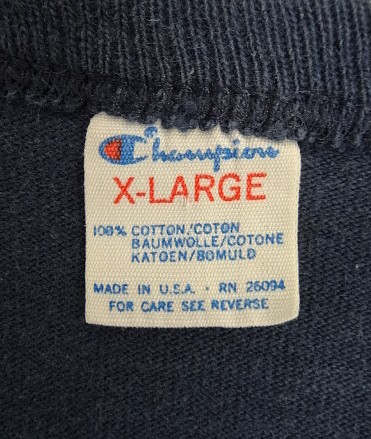 Champion
X-LARGE
100% COTTON/COTON
BAUMWOLLE/COTONE
KATOEN/BOMULD
MADE IN U.S.A. · RN 26094
FOR CARE SEE REVERSE